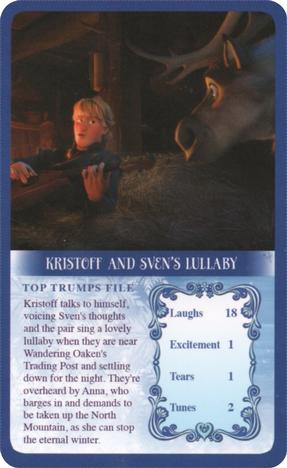 KRISTOFF AND SVEN'S LULLABY
TOP TRUMPS FILE
Kristoff talks to himself,
voicing Sven's thoughts
and the pair sing a lovely
lullaby when they are near
Wandering Oaken's
Trading Post and settling
down for the night. They're
overheard by Anna, who
barges in and demands to
be taken up the North
Mountain, as she can stop
the eternal winter.
Laughs 18
Excitement 1
Tears 1
Tunes 2